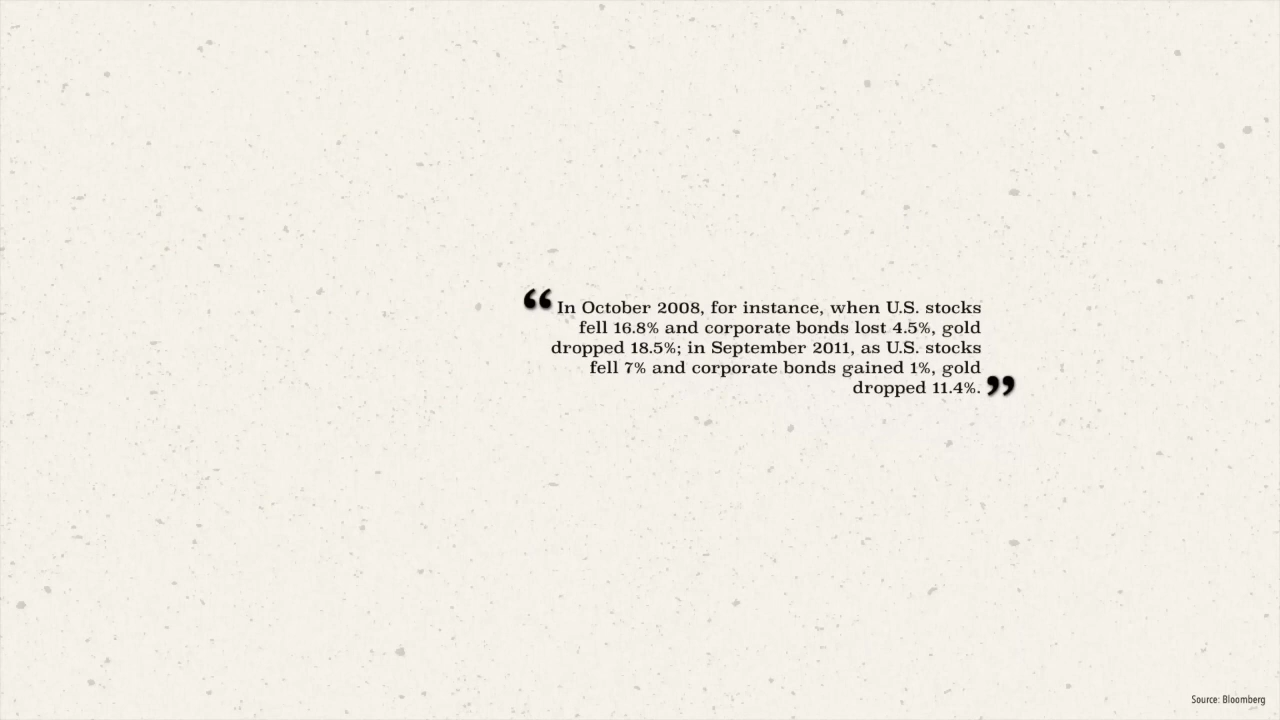 “In October 2008, for instance, when U.S. stocks
fell 16.8% and corporate bonds lost 4.5%, gold
dropped 18.5%; in September 2011, as U.S. stocks
fell 7% and corporate bonds gained 1%, gold
dropped 11.4%.”
Source: Bloomberg